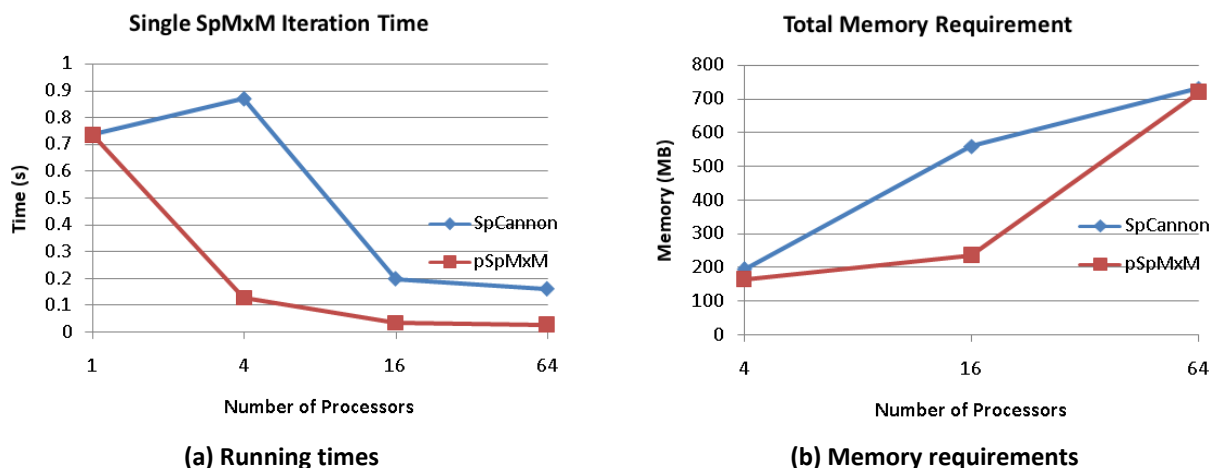 Single SpMxM Iteration Time
1
0.9
0.8
0.7
0.6
0.5
0.4
0.3
0.2
0.1
0
Time (s)
SpCannon
pSpMxM
1 4 16 64
Number of Processors
(a) Running times
Total Memory Requirement
800
700
600
500
400
300
200
100
0
Memory (MB)
SpCannon
pSpMxM
4 16 64
Number of Processors
(b) Memory requirements